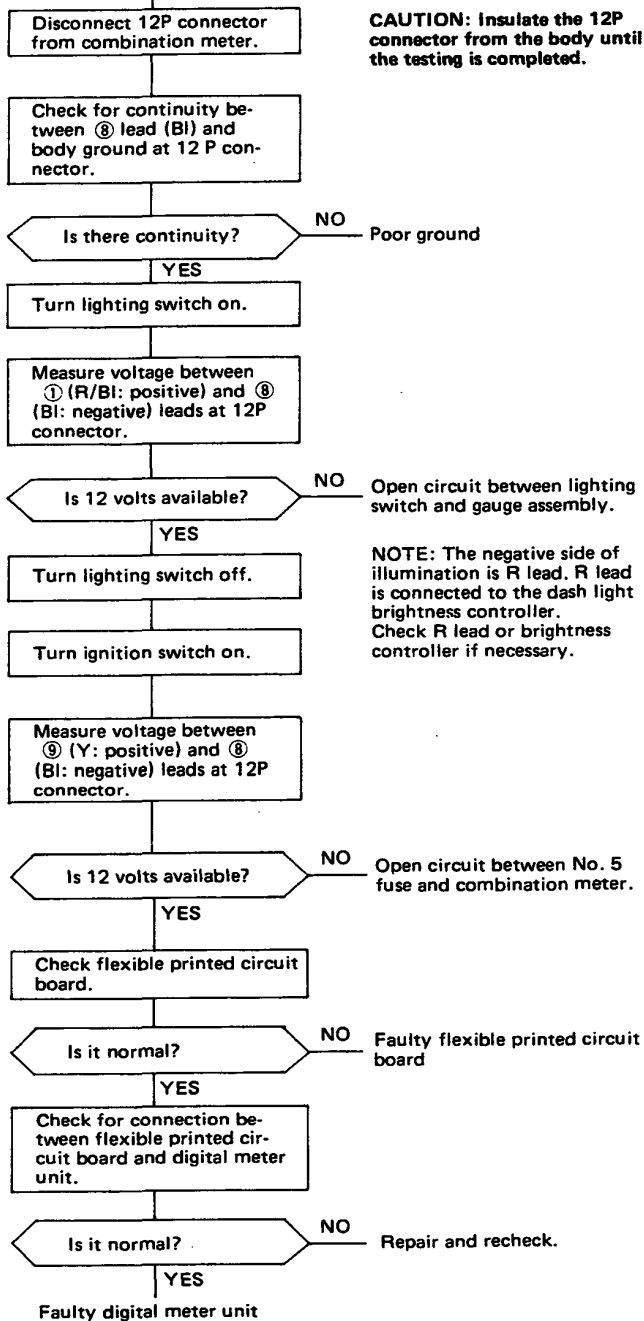 Disconnect 12P connector
from combination meter.
CAUTION: Insulate the 12P
connector from the body until
the testing is completed.
Check for continuity be-
tween ⑧ lead (Bl) and
body ground at 12 P con-
nector.
Is there continuity?
NO
Poor ground
YES
Turn lighting switch on.
Measure voltage between
① (R/Bl: positive) and ⑧
(Bl: negative) leads at 12P
connector.
Is 12 volts available?
NO
Open circuit between lighting
switch and gauge assembly.
YES
NOTE: The negative side of
illumination is R lead. R lead
is connected to the dash light
brightness controller.
Check R lead or brightness
controller if necessary.
Turn lighting switch off.
Turn ignition switch on.
Measure voltage between
⑨ (Y: positive) and ⑧
(Bl: negative) leads at 12P
connector.
Is 12 volts available?
NO
Open circuit between No. 5
fuse and combination meter.
YES
Check flexible printed circuit
board.
Is it normal?
NO
Faulty flexible printed circuit
board
YES
Check for connection be-
tween flexible printed cir-
cuit board and digital meter
unit.
Is it normal?
NO
Repair and recheck.
YES
Faulty digital meter unit